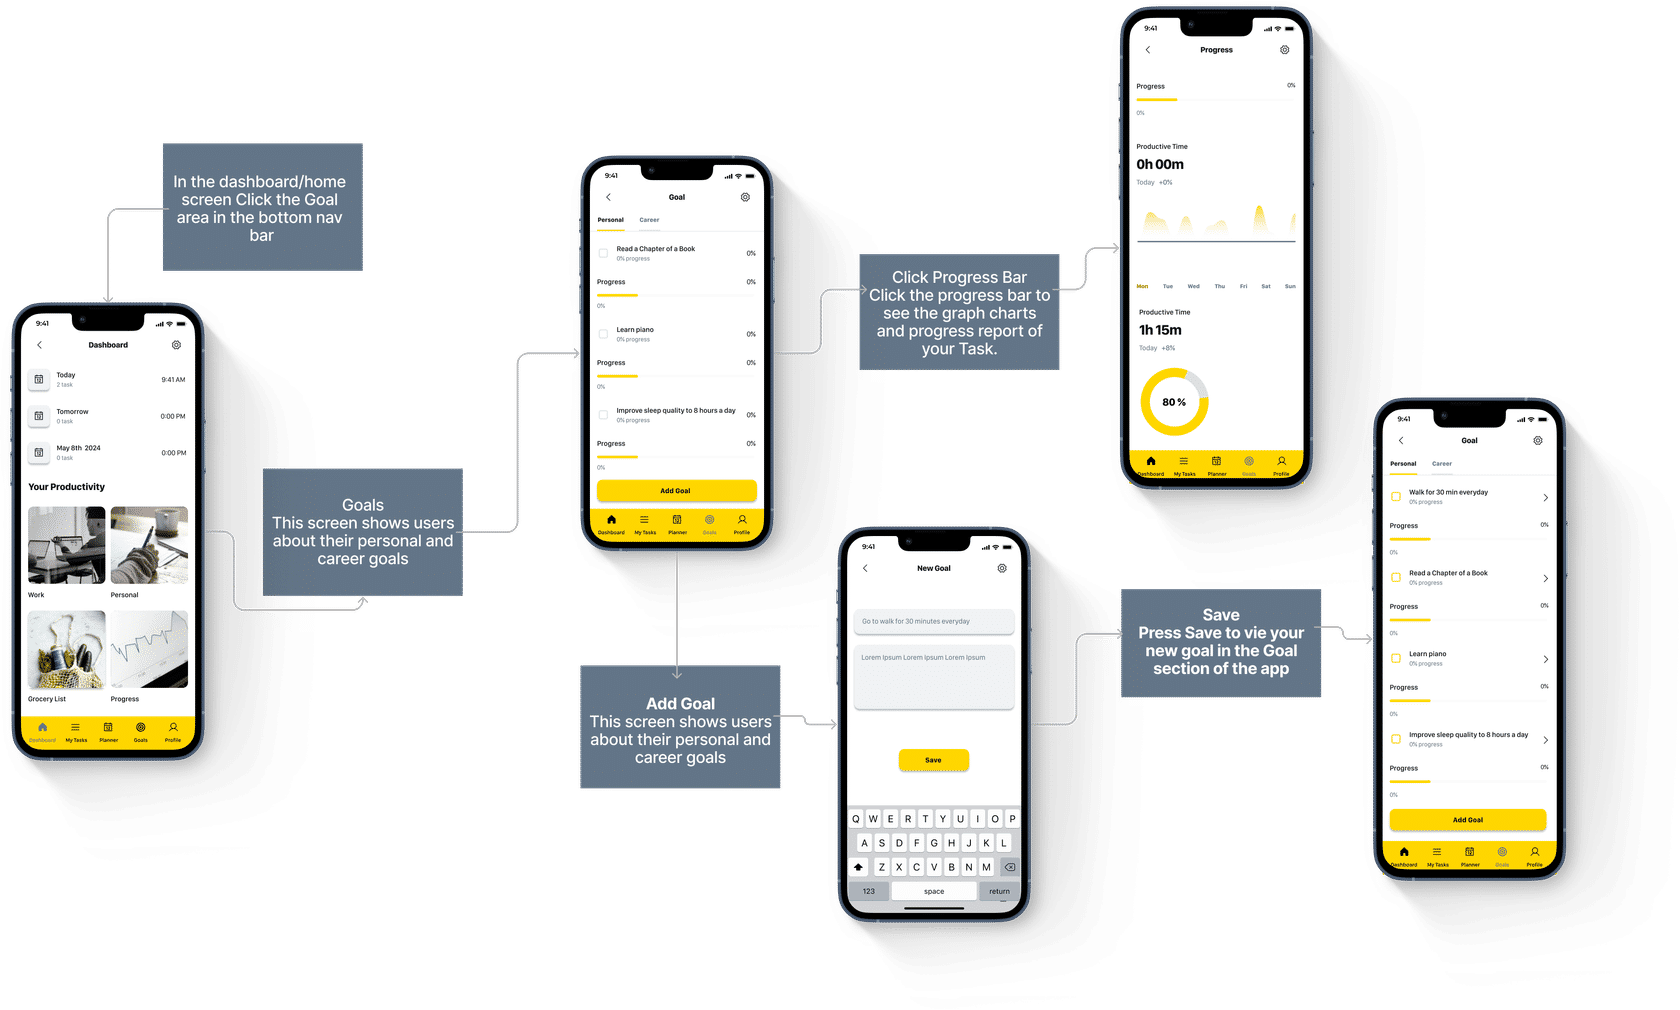 In the dashboard/home
screen Click the Goal
area in the bottom nav
bar
9:41
Dashboard
Today
2 task
9:41 AM
Tomorrow
0 task
0:00 PM
May 8th 2024
0 task
0:00 PM
Your Productivity
Work
Personal
Grocery List
Progress
Dashboard
My Tasks
Planner
Goals
Profile
Goals
This screen shows users
about their personal and
career goals
9:41
Goal
Personal
Career
Read a Chapter of a Book
0% progress
0%
Progress
0%
0%
Learn piano
0% progress
0%
Progress
0%
0%
Improve sleep quality to 8 hours a day
0% progress
0%
Progress
0%
0%
Add Goal
Dashboard
My Tasks
Planner
Goals
Profile
Click Progress Bar
Click the progress bar to
see the graph charts
and progress report of
your Task.
9:41
Progress
Progress
0%
0%
Productive Time
0h 00m
Today +0%
Mon Tue Wed Thu Fri Sat Sun
Productive Time
1h 15m
Today +8%
80 %
Dashboard
My Tasks
Planner
Goals
Profile
Add Goal
This screen shows users
about their personal and
career goals
9:41
New Goal
Go to walk for 30 minutes everyday
Lorem Ipsum Lorem Ipsum Lorem Ipsum
Save
Q W E R T Y U I O P
A S D F G H J K L
Z X C V B N M
123 space return
Save
Press Save to vie your
new goal in the Goal
section of the app
9:41
Goal
Personal
Career
Walk for 30 min everyday
0% progress
Progress
0%
0%
Read a Chapter of a Book
0% progress
Progress
0%
0%
Learn piano
0% progress
Progress
0%
0%
Improve sleep quality to 8 hours a day
0% progress
Progress
0%
0%
Add Goal
Dashboard
My Tasks
Planner
Goals
Profile